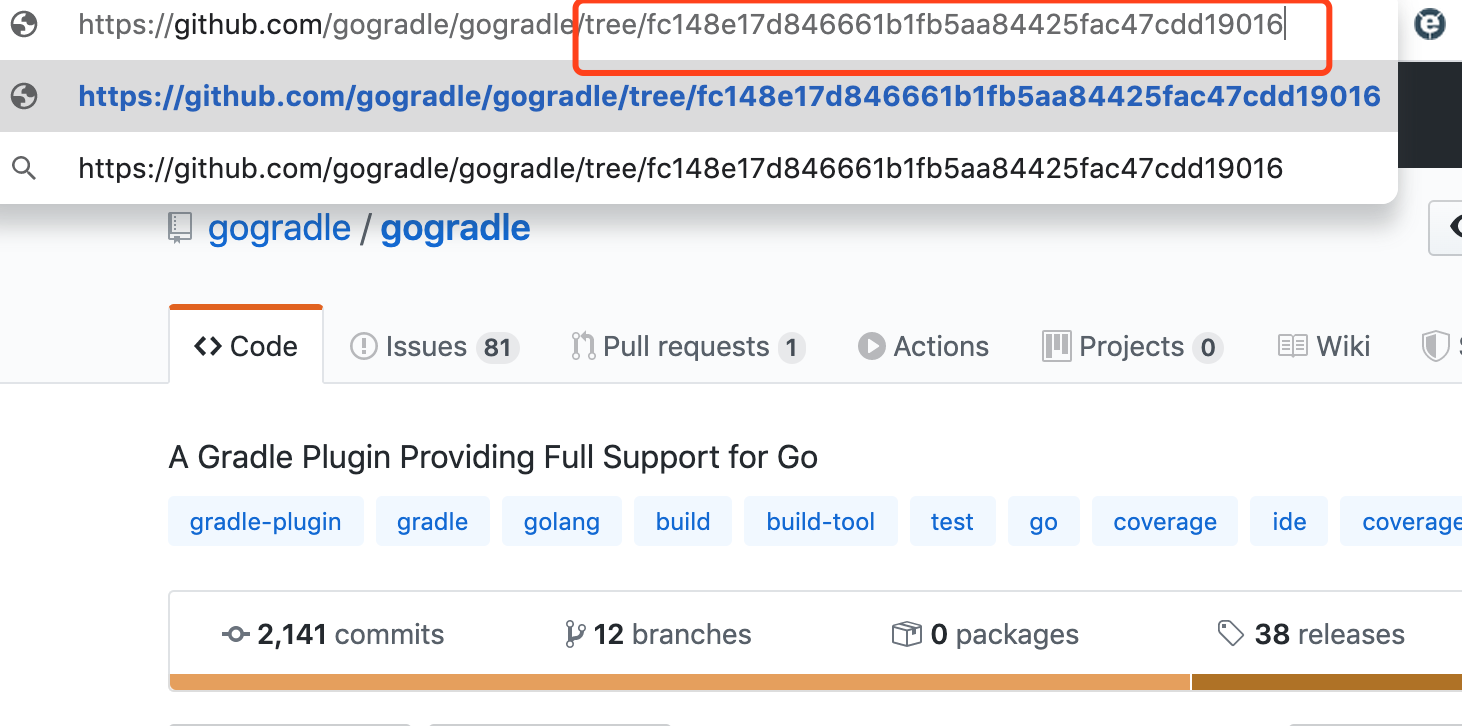 https://github.com/gogradle/gogradle/tree/fc148e17d846661b1fb5aa84425fac47cdd19016
https://github.com/gogradle/gogradle/tree/fc148e17d846661b1fb5aa84425fac47cdd19016
https://github.com/gogradle/gogradle/tree/fc148e17d846661b1fb5aa84425fac47cdd19016
gogradle / gogradle
Code Issues 81 Pull requests 1 Actions Projects 0 Wiki
A Gradle Plugin Providing Full Support for Go
gradle-plugin gradle golang build build-tool test go coverage ide coverage
2,141 commits 12 branches 0 packages 38 releases